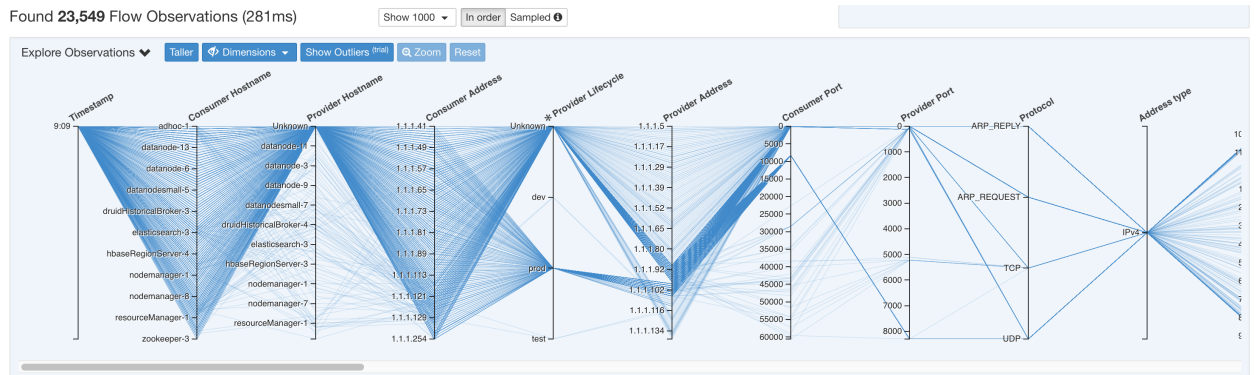 Found 23,549 Flow Observations (281ms)
Show 1000
In order
Sampled
Explore Observations
Taller
Dimensions
Show Outliers (trial)
Zoom
Reset
Timestamp
9:09
Consumer Hostname
adhoc-1
datanode-13
datanode-6
datanodesmall-5
druidHistoricalBroker-3
elasticsearch-3
hbaseRegionServer-4
nodemanager-1
nodemanager-8
resourceManager-1
zookeeper-3
Provider Hostname
Unknown
datanode-11
datanode-3
datanode-9
datanodesmall-7
druidHistoricalBroker-4
elasticsearch-3
hbaseRegionServer-3
nodemanager-1
nodemanager-7
resourceManager-1
Consumer Address
1.1.1.41
1.1.1.49
1.1.1.57
1.1.1.65
1.1.1.73
1.1.1.81
1.1.1.89
1.1.1.113
1.1.1.121
1.1.1.129
1.1.1.254
* Provider Lifecycle
Unknown
dev
prod
test
Provider Address
1.1.1.5
1.1.1.17
1.1.1.29
1.1.1.39
1.1.1.52
1.1.1.65
1.1.1.80
1.1.1.92
1.1.1.102
1.1.1.116
1.1.1.134
Consumer Port
0
5000
10000
15000
20000
25000
30000
35000
40000
45000
50000
55000
60000
Provider Port
0
1000
2000
3000
4000
5000
6000
7000
8000
Protocol
ARP_REPLY
ARP_REQUEST
TCP
UDP
Address type
IPv4